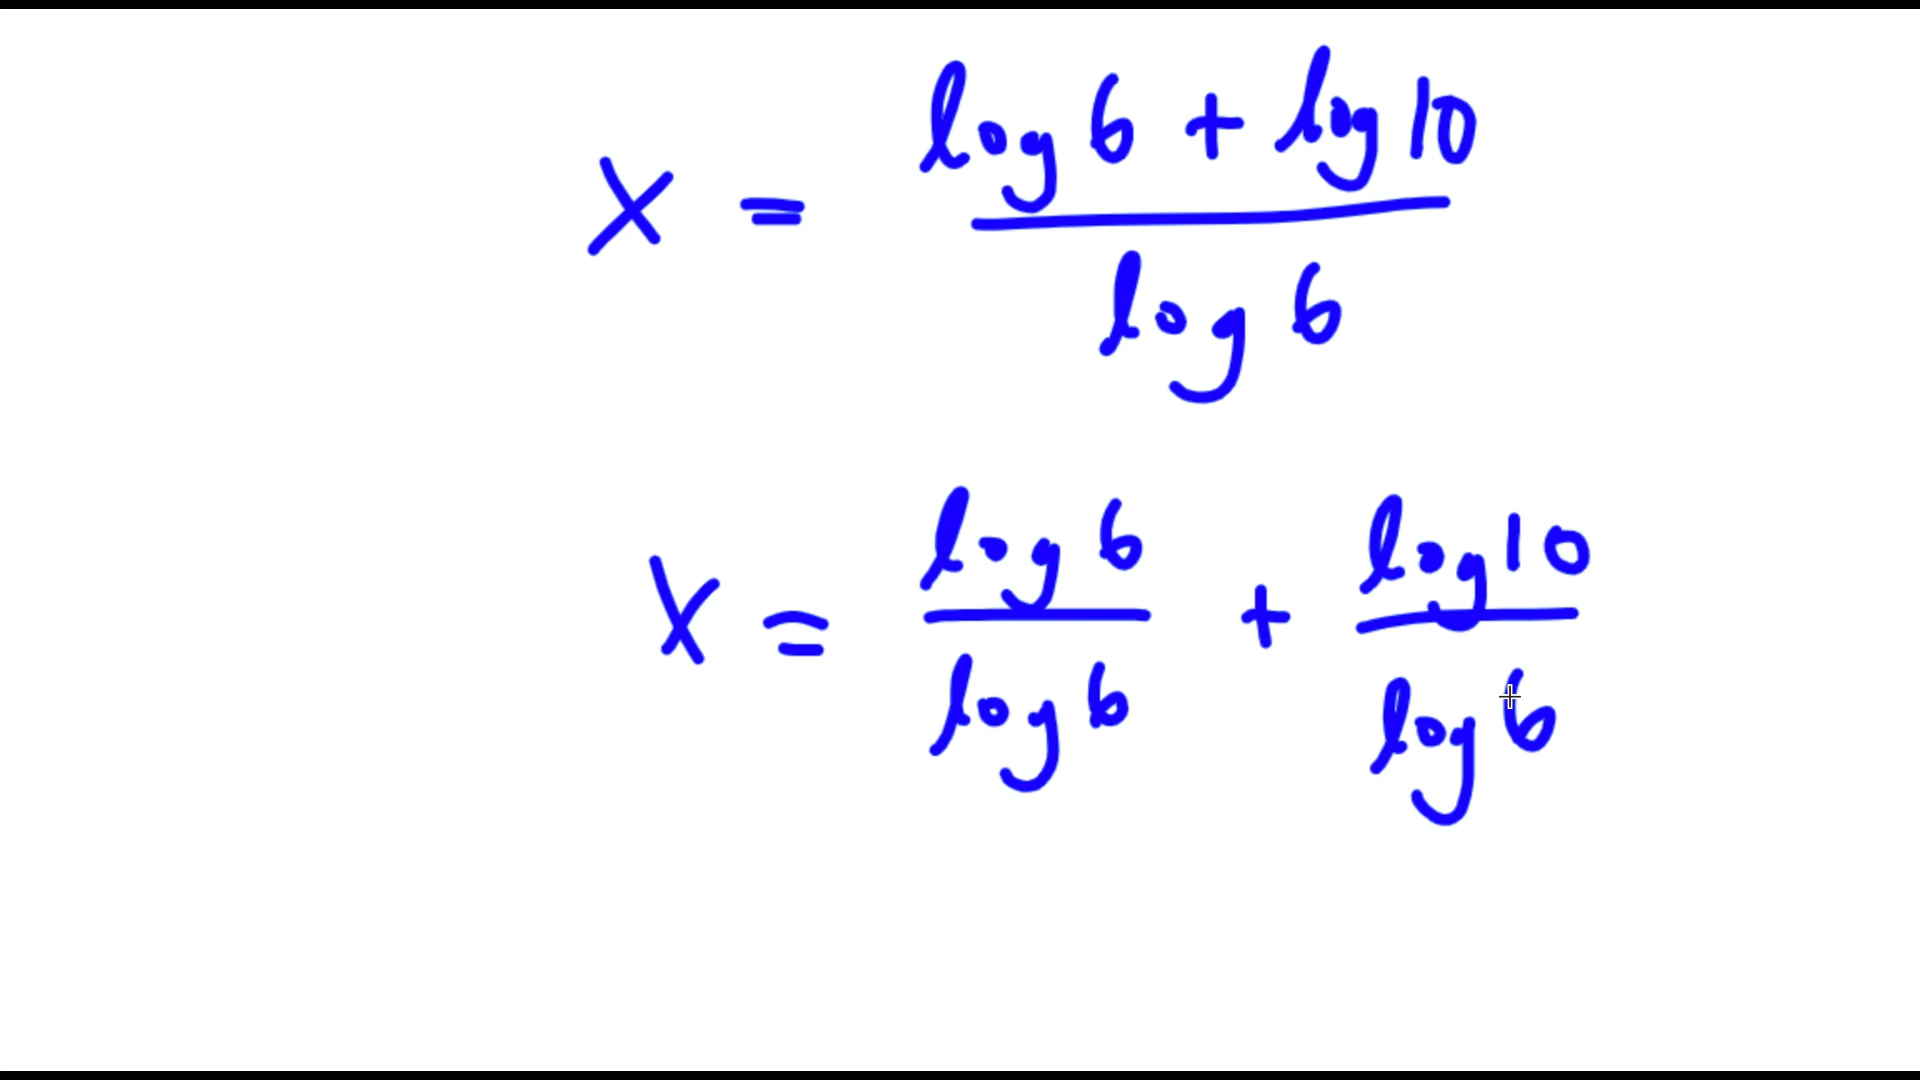 x = (log 6 + log 10) / log 6
x = log 6 / log 6 + log 10 / log 6